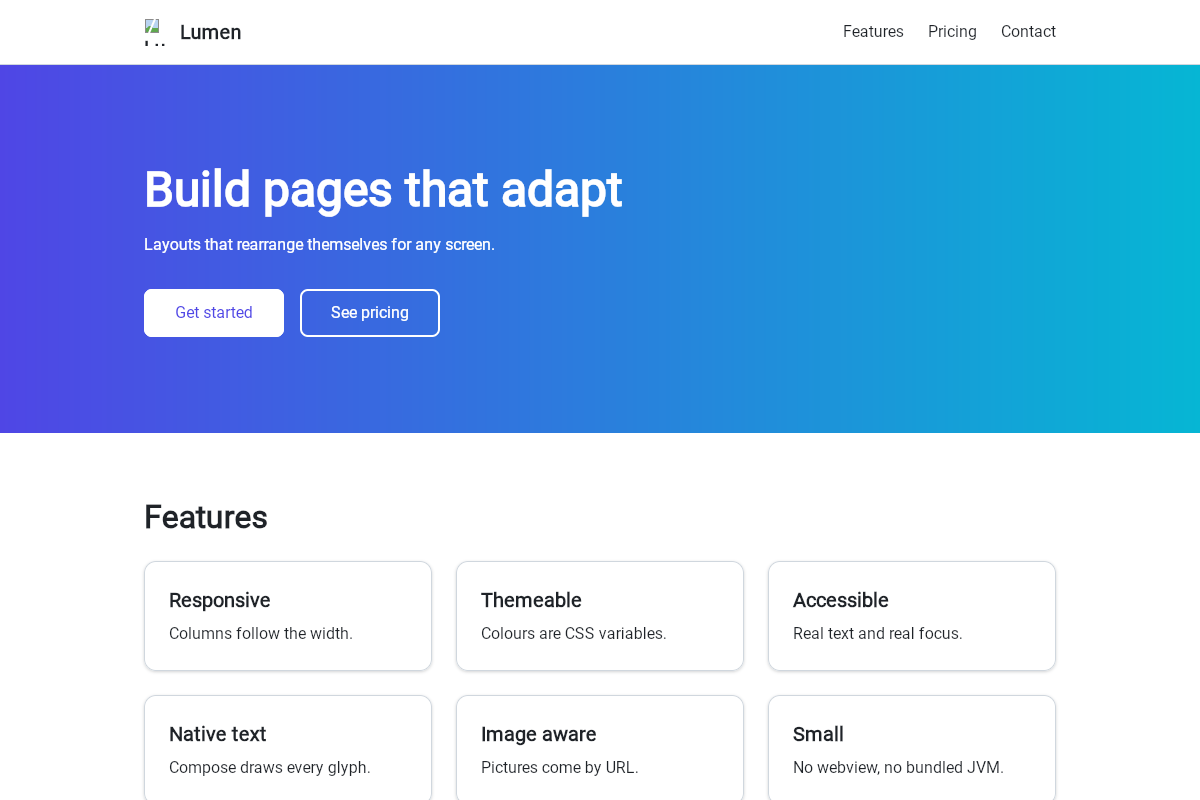 Lumen
Features Pricing Contact
Build pages that adapt
Layouts that rearrange themselves for any screen.
Get started See pricing
Features
Responsive
Columns follow the width.
Themeable
Colours are CSS variables.
Accessible
Real text and real focus.
Native text
Compose draws every glyph.
Image aware
Pictures come by URL.
Small
No webview, no bundled JVM.